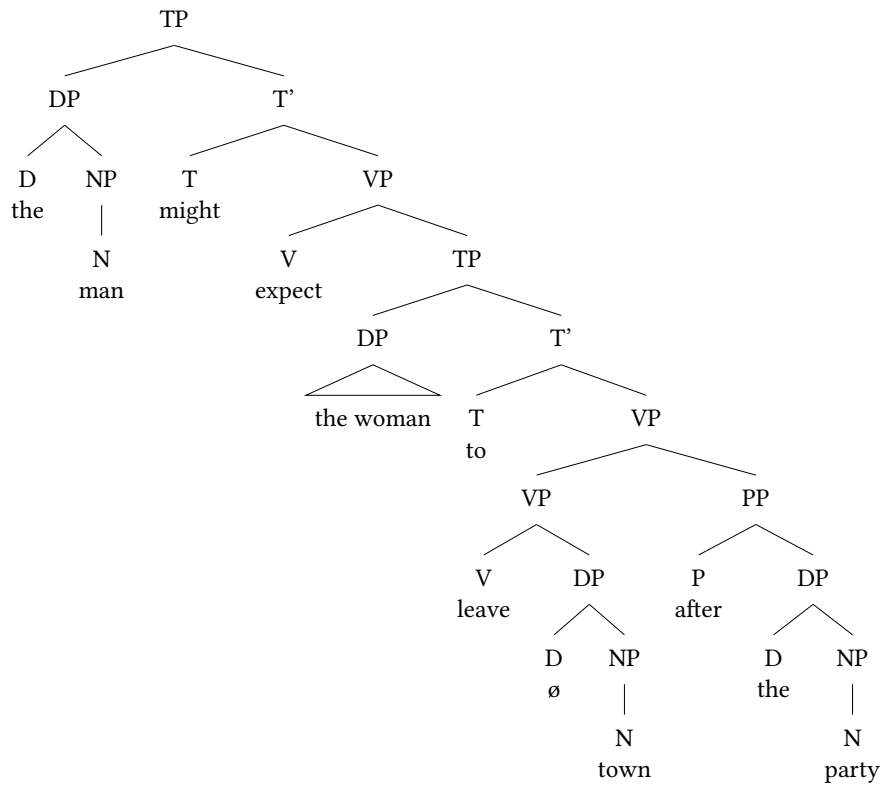 TP
DP T’
D NP T VP
the might
N V TP
man expect
DP T’
the woman T VP
to
VP PP
V DP P DP
leave after
D NP D NP
ø the
N N
town party